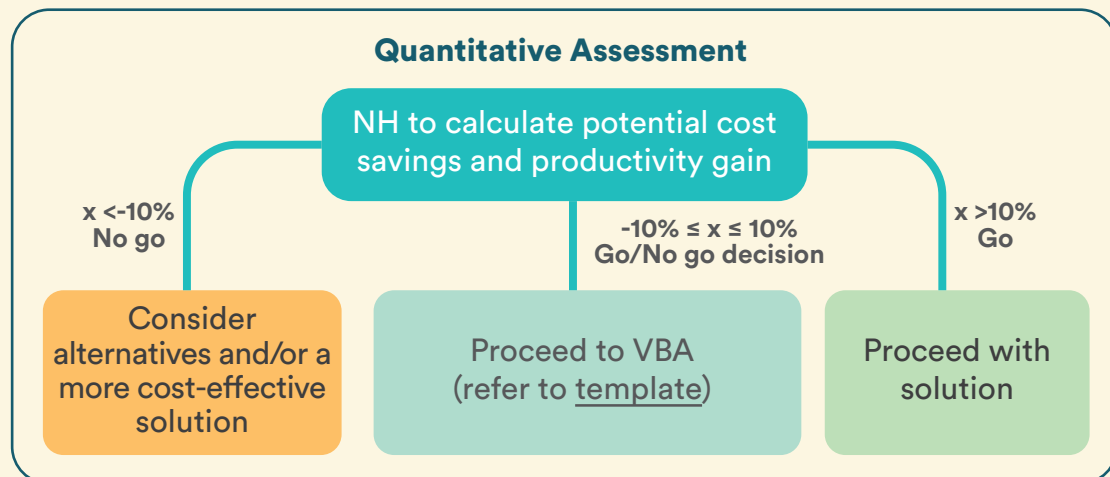 Quantitative Assessment
NH to calculate potential cost
savings and productivity gain
x <-10%
No go
-10% ≤ x ≤ 10%
Go/No go decision
x >10%
Go
Consider
alternatives and/or a
more cost-effective
solution
Proceed to VBA
(refer to template)
Proceed with
solution